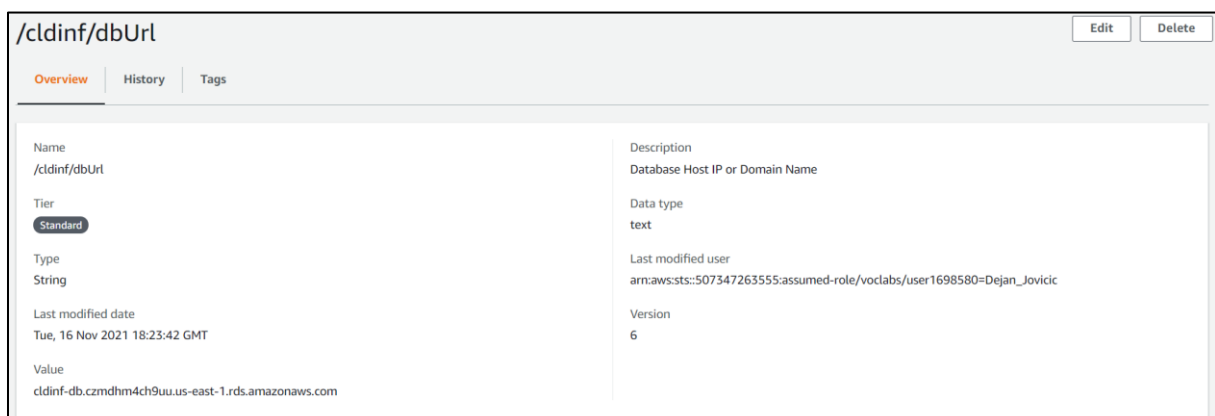 /cldinf/dbUrl
Edit
Delete
Overview
History
Tags
Name
/cldinf/dbUrl
Tier
Standard
Type
String
Last modified date
Tue, 16 Nov 2021 18:23:42 GMT
Value
cldinf-db.czmdhm4ch9uu.us-east-1.rds.amazonaws.com
Description
Database Host IP or Domain Name
Data type
text
Last modified user
arn:aws:sts::507347263555:assumed-role/voclabs/user1698580=Dejan_Jovicic
Version
6